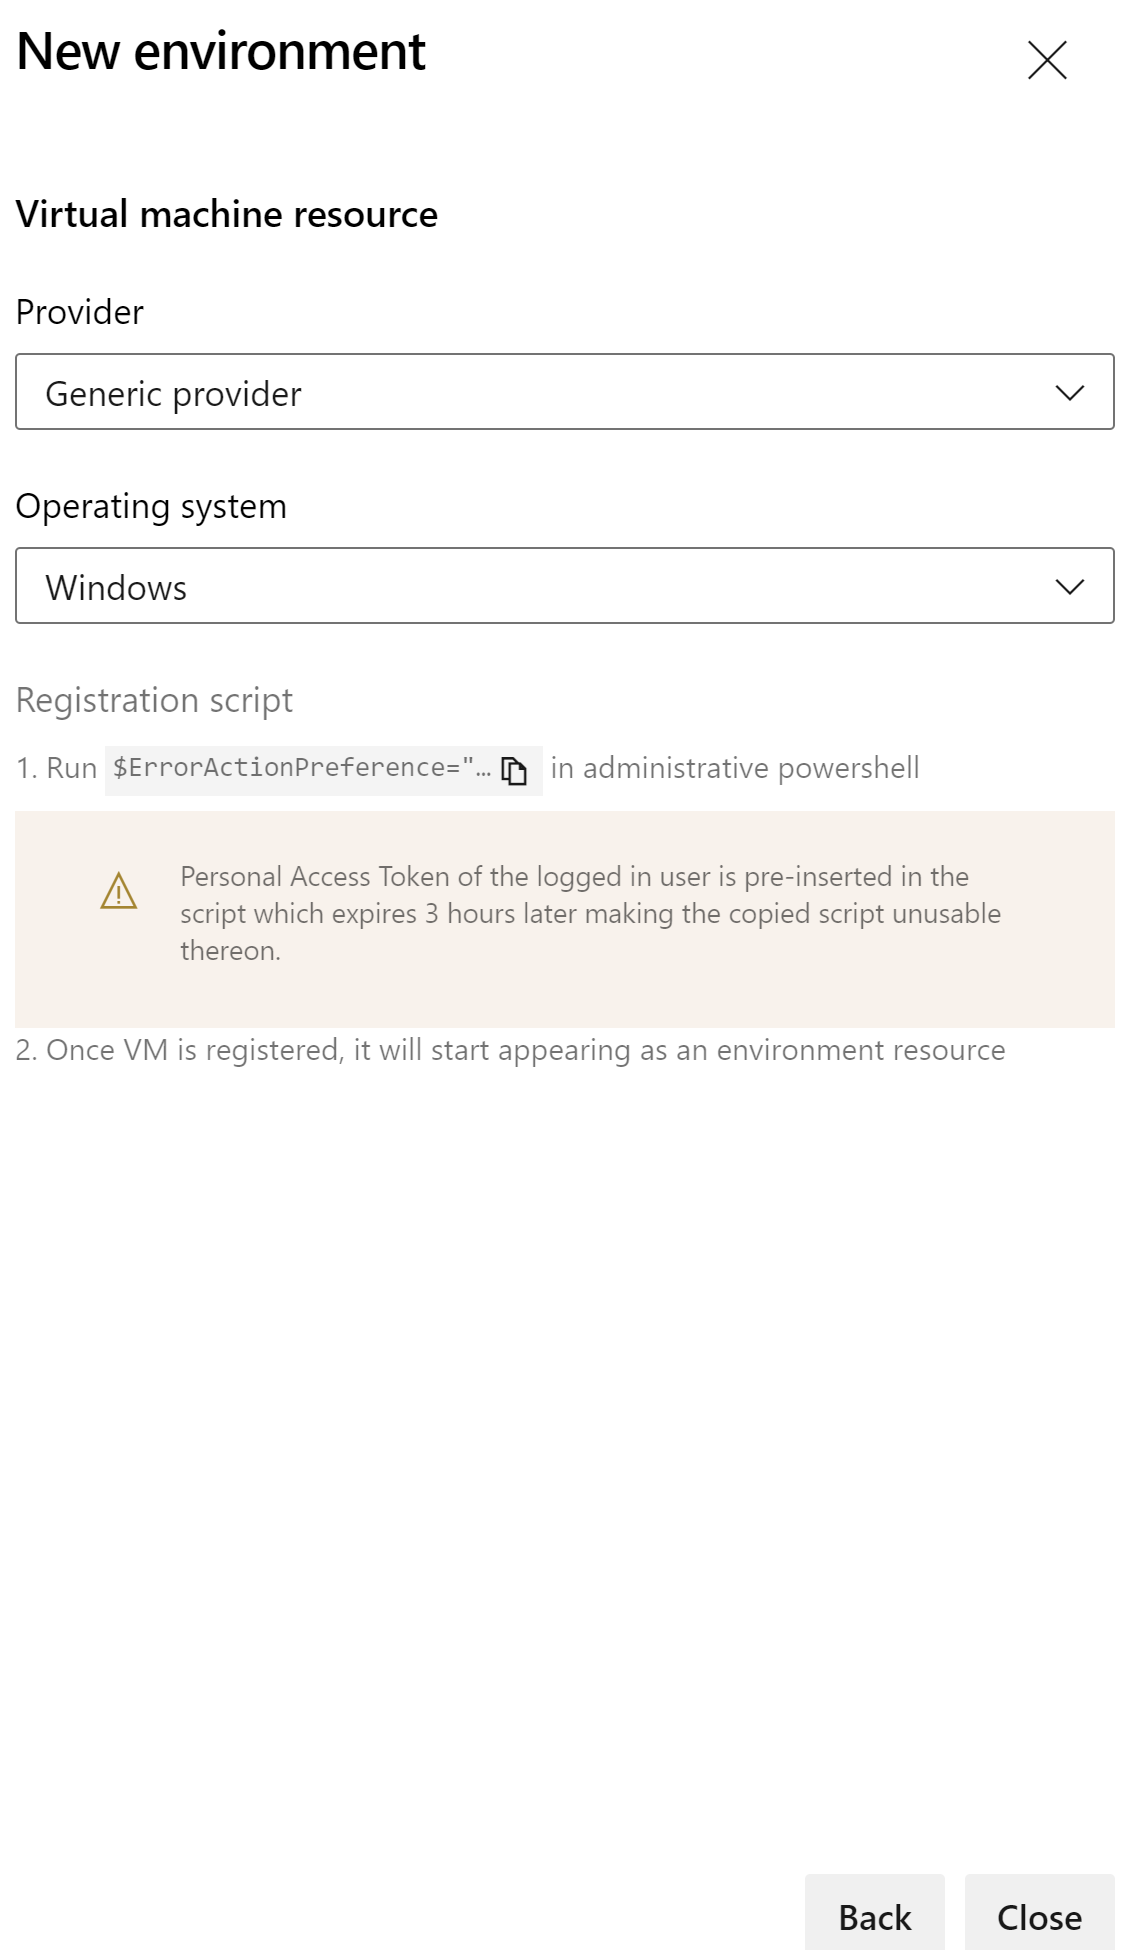 New environment
Virtual machine resource
Provider
Generic provider
Operating system
Windows
Registration script
1. Run $ErrorActionPreference="… in administrative powershell
Personal Access Token of the logged in user is pre-inserted in the
script which expires 3 hours later making the copied script unusable
thereon.
2. Once VM is registered, it will start appearing as an environment resource
Back Close